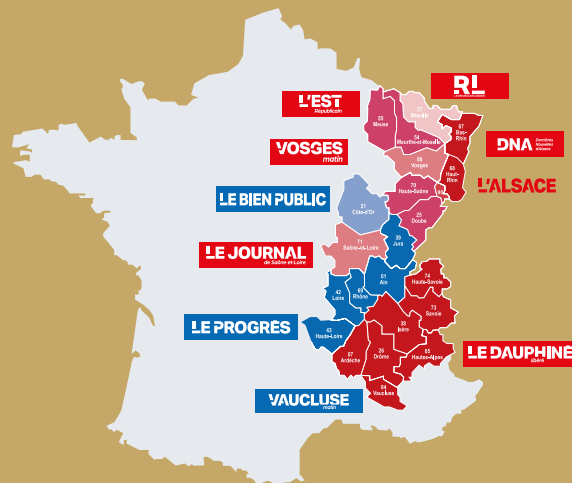 RL
L'EST
Républicain
57
Moselle
55
Meuse
54
Meurthe-et-Moselle
67
Bas-
Rhin
DNA
Dernières
Nouvelles
d'Alsace
VOSGES
matin
88
Vosges
68
Haut-
Rhin
L'ALSACE
70
Haute-Saône
90
LE BIEN PUBLIC
21
Côte-d'Or
25
Doubs
39
Jura
LE JOURNAL
de Saône-et-Loire
71
Saône-et-Loire
01
Ain
74
Haute-Savoie
42
Loire
69
Rhône
73
Savoie
LE PROGRÈS
43
Haute-Loire
38
Isère
LE DAUPHINÉ
libéré
07
Ardèche
26
Drôme
05
Hautes-Alpes
84
Vaucluse
VAUCLUSE
matin